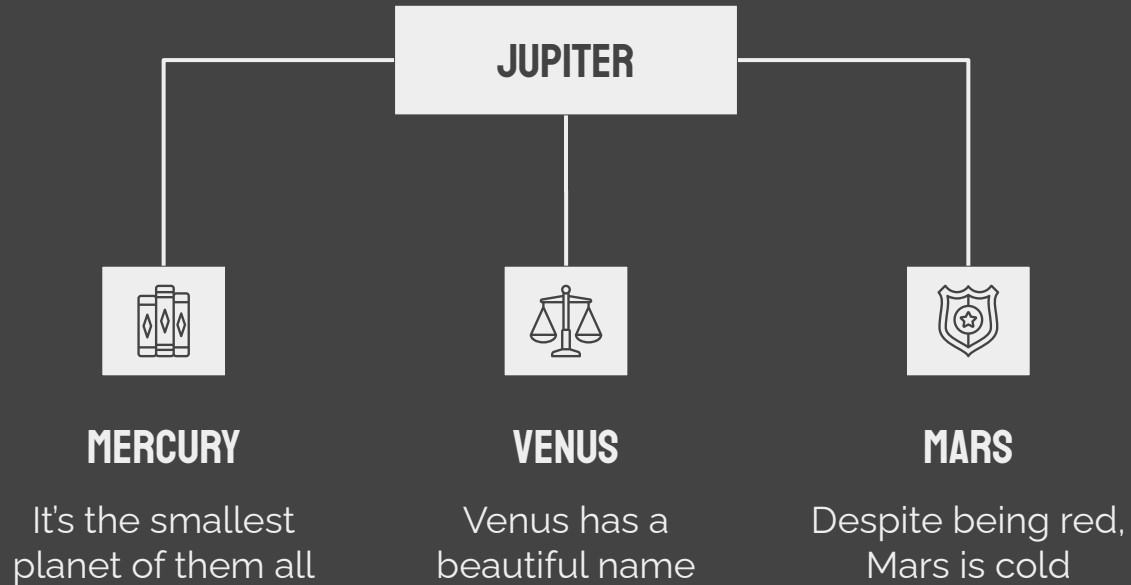 JUPITER
MERCURY
It’s the smallest
planet of them all
VENUS
Venus has a
beautiful name
MARS
Despite being red,
Mars is cold